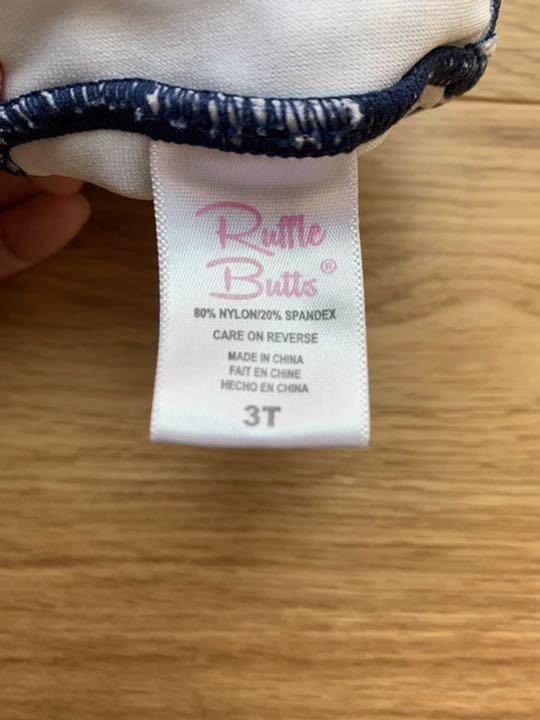 Ruffle
Butts®
80% NYLON/20% SPANDEX
CARE ON REVERSE
MADE IN CHINA
FAIT EN CHINE
HECHO EN CHINA
3T